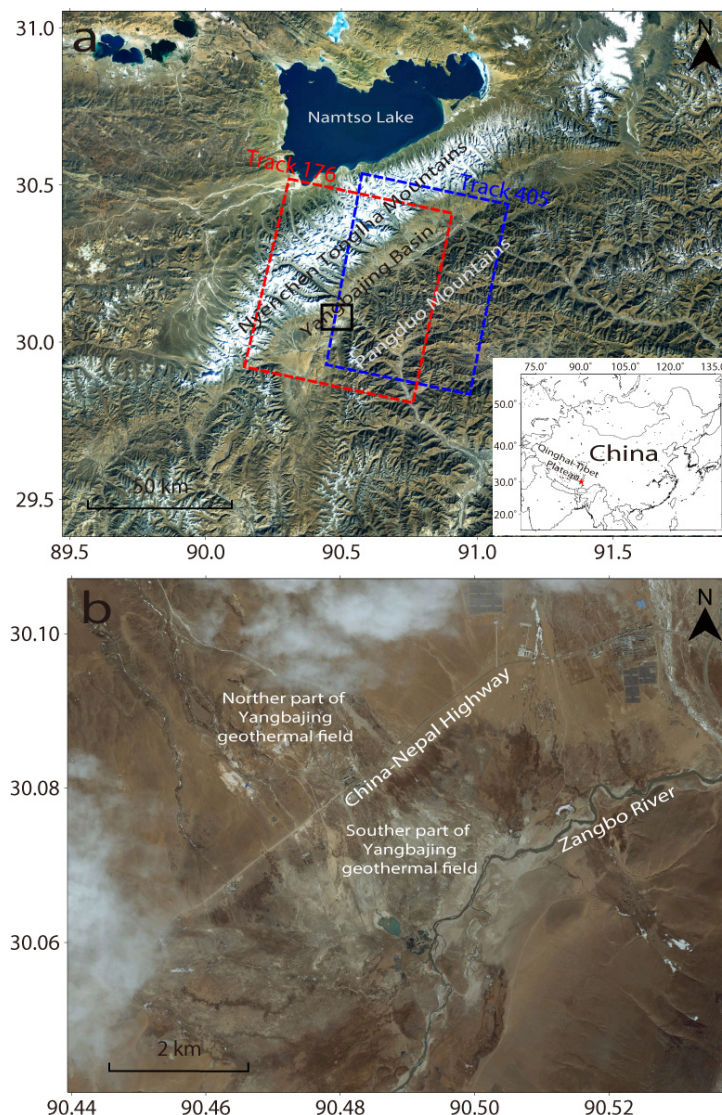 31.0
a
N
Namtso Lake
30.5
Track 176
Track 405
Nyenchen Tonglha Mountains
Yangbajing Basin
Pangduo Mountains
30.0
29.5
50 km
89.5 90.0 90.5 91.0 91.5
75.0° 90.0° 105.0° 120.0° 135.0
50.0°
40.0°
30.0°
20.0°
China
Qinghai-Tibet
Plateau
b
N
30.10
Norther part of
Yangbajing
geothermal field
China-Nepal Highway
30.08
Souther part of
Yangbajing
geothermal field
Zangbo River
30.06
2 km
90.44 90.46 90.48 90.50 90.52